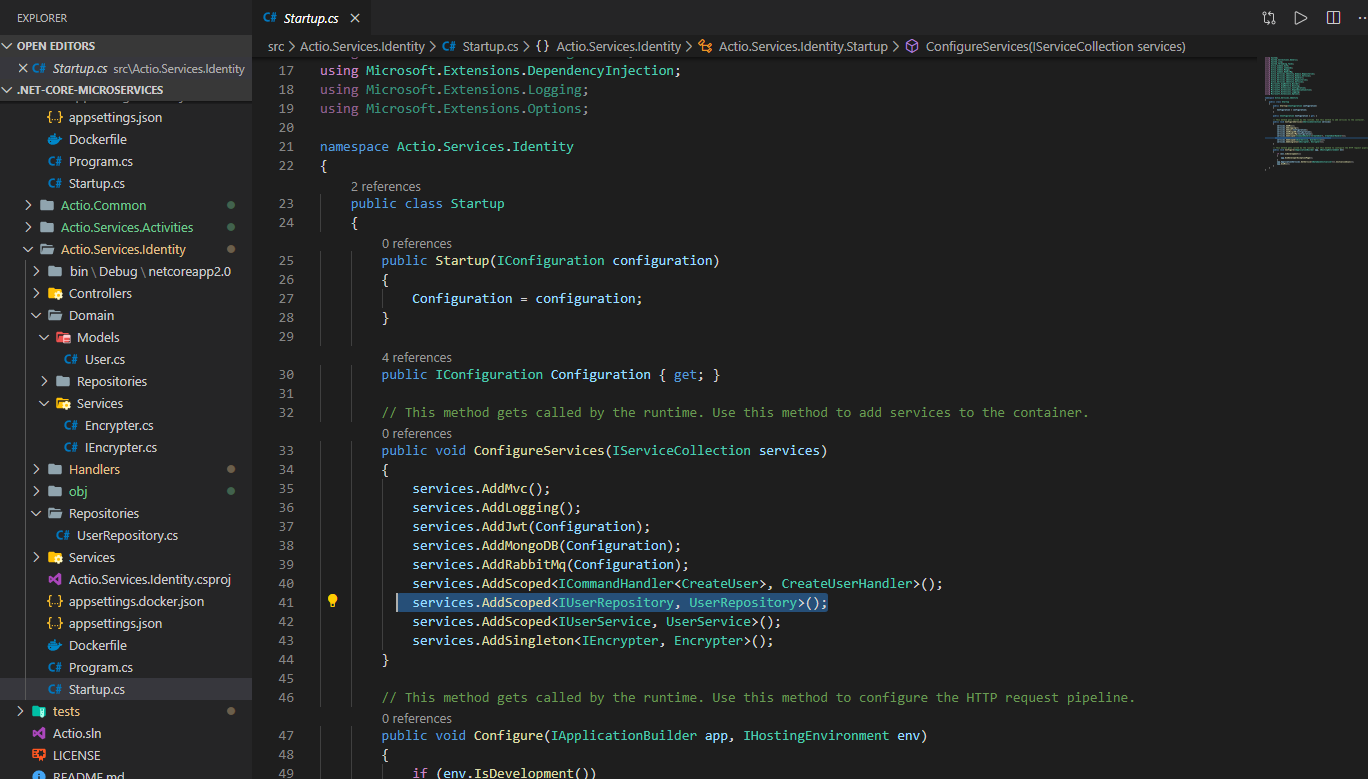 EXPLORER
OPEN EDITORS
Startup.cs src\Actio.Services.Identity
.NET-CORE-MICROSERVICES
appsettings.json
Dockerfile
Program.cs
Startup.cs
Actio.Common
Actio.Services.Activities
Actio.Services.Identity
bin \ Debug \ netcoreapp2.0
Controllers
Domain
Models
User.cs
Repositories
Services
Encrypter.cs
IEncrypter.cs
Handlers
obj
Repositories
UserRepository.cs
Services
Actio.Services.Identity.csproj
appsettings.docker.json
appsettings.json
Dockerfile
Program.cs
Startup.cs
tests
Actio.sln
LICENSE
README.md
Startup.cs
src > Actio.Services.Identity > Startup.cs > {} Actio.Services.Identity > Actio.Services.Identity.Startup > ConfigureServices(IServiceCollection services)
17 using Microsoft.Extensions.DependencyInjection;
18 using Microsoft.Extensions.Logging;
19 using Microsoft.Extensions.Options;
20
21 namespace Actio.Services.Identity
22 {
2 references
23 public class Startup
24 {
0 references
25 public Startup(IConfiguration configuration)
26 {
27 Configuration = configuration;
28 }
29
4 references
30 public IConfiguration Configuration { get; }
31
32 // This method gets called by the runtime. Use this method to add services to the container.
0 references
33 public void ConfigureServices(IServiceCollection services)
34 {
35 services.AddMvc();
36 services.AddLogging();
37 services.AddJwt(Configuration);
38 services.AddMongoDB(Configuration);
39 services.AddRabbitMq(Configuration);
40 services.AddScoped<ICommandHandler<CreateUser>, CreateUserHandler>();
41 services.AddScoped<IUserRepository, UserRepository>();
42 services.AddScoped<IUserService, UserService>();
43 services.AddSingleton<IEncrypter, Encrypter>();
44 }
45
46 // This method gets called by the runtime. Use this method to configure the HTTP request pipeline.
0 references
47 public void Configure(IApplicationBuilder app, IHostingEnvironment env)
48 {
49 if (env.IsDevelopment())